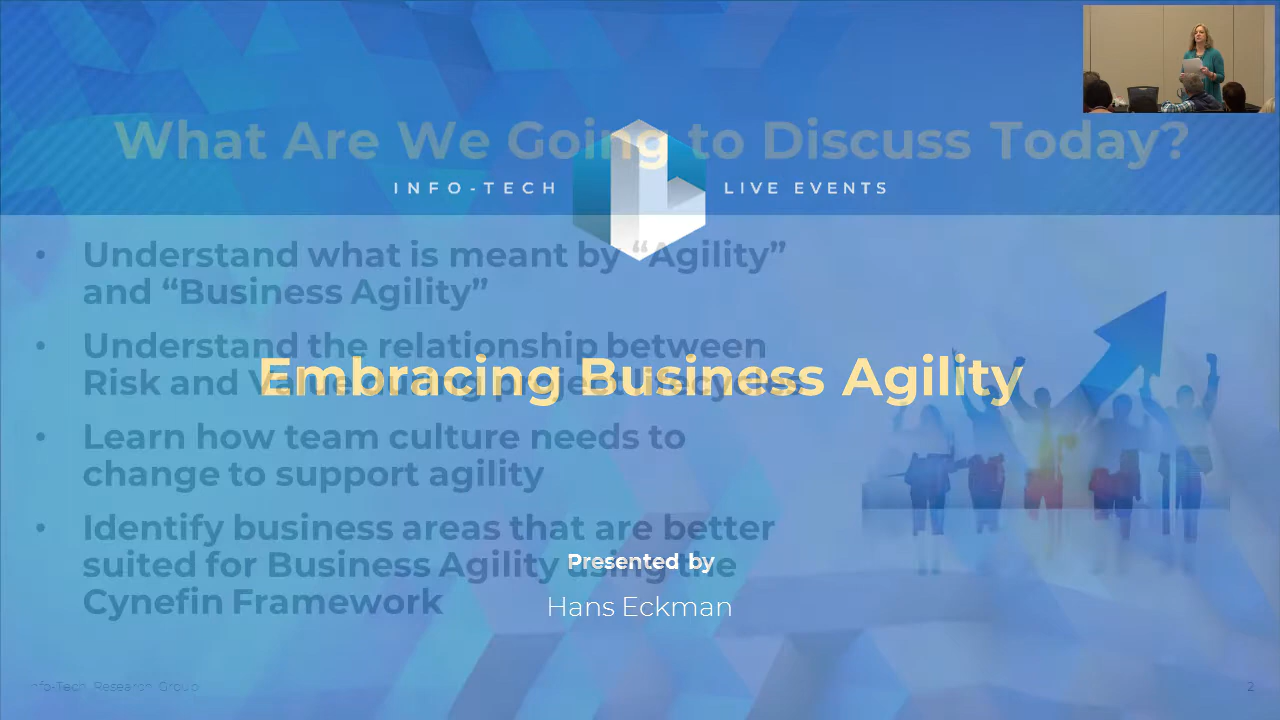 What Are We Going to Discuss Today?
INFO-TECH LIVE EVENTS
• Understand what is meant by “Agility”
and “Business Agility”
• Understand the relationship between
Risk and Value
Embracing Business Agility
• Learn how team culture needs to
change to support agility
• Identify business areas that are better
suited for Business Agility using the
Cynefin Framework
Presented by
Hans Eckman
Info-Tech Research Group
2